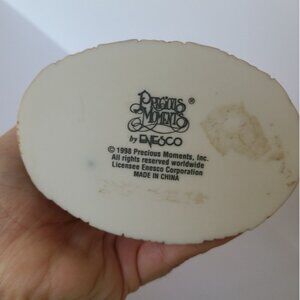 PRECIOUS
MOMENTS®
by ENESCO
© 1998 Precious Moments, Inc.
All rights reserved worldwide
Licensee Enesco Corporation
MADE IN CHINA